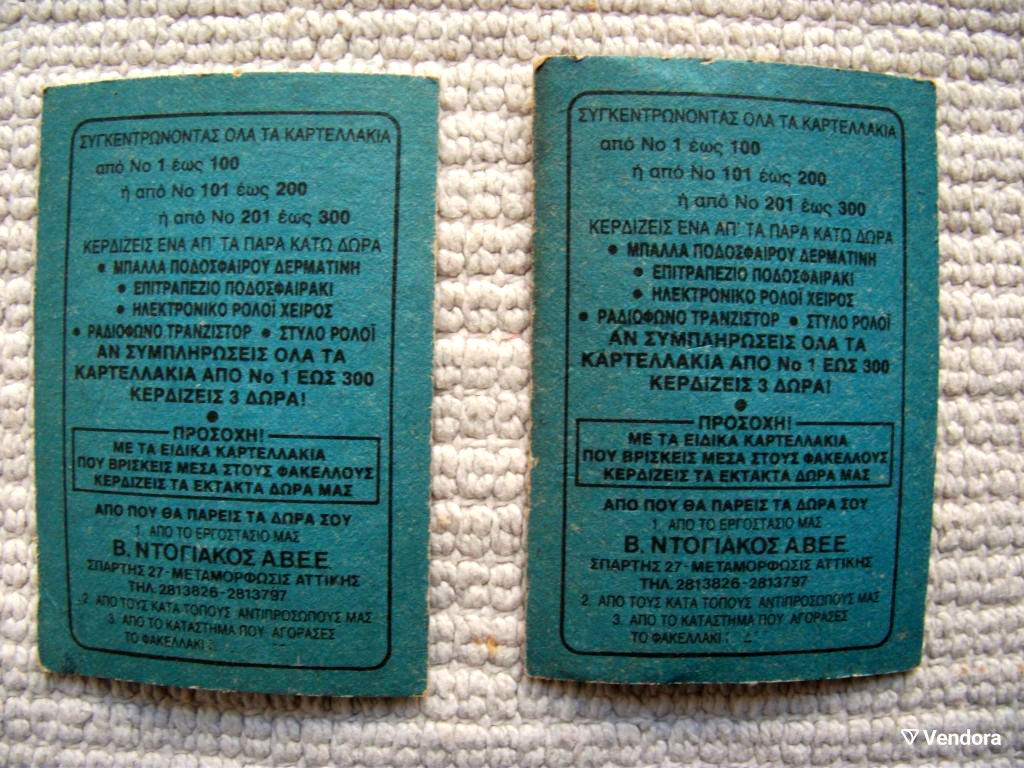 ΣΥΓΚΕΝΤΡΩΝΟΝΤΑΣ ΟΛΑ ΤΑ ΚΑΡΤΕΛΛΑΚΙΑ
από Νο 1 έως 100
ή από Νο 101 έως 200
ή από Νο 201 έως 300
ΚΕΡΔΙΖΕΙΣ ΕΝΑ ΑΠ' ΤΑ ΠΑΡΑ ΚΑΤΩ ΔΩΡΑ
● ΜΠΑΛΛΑ ΠΟΔΟΣΦΑΙΡΟΥ ΔΕΡΜΑΤΙΝΗ
● ΕΠΙΤΡΑΠΕΖΙΟ ΠΟΔΟΣΦΑΙΡΑΚΙ
● ΗΛΕΚΤΡΟΝΙΚΟ ΡΟΛΟΪ ΧΕΙΡΟΣ
● ΡΑΔΙΟΦΩΝΟ ΤΡΑΝΖΙΣΤΟΡ ● ΣΤΥΛΟ ΡΟΛΟΪ
ΑΝ ΣΥΜΠΛΗΡΩΣΕΙΣ ΟΛΑ ΤΑ
ΚΑΡΤΕΛΛΑΚΙΑ ΑΠΟ Νο 1 ΕΩΣ 300
ΚΕΡΔΙΖΕΙΣ 3 ΔΩΡΑ!
●
ΠΡΟΣΟΧΗ!
ΜΕ ΤΑ ΕΙΔΙΚΑ ΚΑΡΤΕΛΛΑΚΙΑ
ΠΟΥ ΒΡΙΣΚΕΙΣ ΜΕΣΑ ΣΤΟΥΣ ΦΑΚΕΛΛΟΥΣ
ΚΕΡΔΙΖΕΙΣ ΤΑ ΕΚΤΑΚΤΑ ΔΩΡΑ ΜΑΣ
ΑΠΟ ΠΟΥ ΘΑ ΠΑΡΕΙΣ ΤΑ ΔΩΡΑ ΣΟΥ
1. ΑΠΟ ΤΟ ΕΡΓΟΣΤΑΣΙΟ ΜΑΣ
Β. ΝΤΟΓΙΑΚΟΣ Α.Β.Ε.Ε.
ΣΠΑΡΤΗΣ 27-ΜΕΤΑΜΟΡΦΩΣΙΣ ΑΤΤΙΚΗΣ
ΤΗΛ. 2813826-2813797
2. ΑΠΟ ΤΟΥΣ ΚΑΤΑ ΤΟΠΟΥΣ ΑΝΤΙΠΡΟΣΩΠΟΥΣ ΜΑΣ
3. ΑΠΟ ΤΟ ΚΑΤΑΣΤΗΜΑ ΠΟΥ ΑΓΟΡΑΣΕΣ
ΤΟ ΦΑΚΕΛΛΑΚΙ
ΣΥΓΚΕΝΤΡΩΝΟΝΤΑΣ ΟΛΑ ΤΑ ΚΑΡΤΕΛΛΑΚΙΑ
από Νο 1 έως 100
ή από Νο 101 έως 200
ή από Νο 201 έως 300
ΚΕΡΔΙΖΕΙΣ ΕΝΑ ΑΠ' ΤΑ ΠΑΡΑ ΚΑΤΩ ΔΩΡΑ
● ΜΠΑΛΛΑ ΠΟΔΟΣΦΑΙΡΟΥ ΔΕΡΜΑΤΙΝΗ
● ΕΠΙΤΡΑΠΕΖΙΟ ΠΟΔΟΣΦΑΙΡΑΚΙ
● ΗΛΕΚΤΡΟΝΙΚΟ ΡΟΛΟΪ ΧΕΙΡΟΣ
● ΡΑΔΙΟΦΩΝΟ ΤΡΑΝΖΙΣΤΟΡ ● ΣΤΥΛΟ ΡΟΛΟΪ
ΑΝ ΣΥΜΠΛΗΡΩΣΕΙΣ ΟΛΑ ΤΑ
ΚΑΡΤΕΛΛΑΚΙΑ ΑΠΟ Νο 1 ΕΩΣ 300
ΚΕΡΔΙΖΕΙΣ 3 ΔΩΡΑ!
●
ΠΡΟΣΟΧΗ!
ΜΕ ΤΑ ΕΙΔΙΚΑ ΚΑΡΤΕΛΛΑΚΙΑ
ΠΟΥ ΒΡΙΣΚΕΙΣ ΜΕΣΑ ΣΤΟΥΣ ΦΑΚΕΛΛΟΥΣ
ΚΕΡΔΙΖΕΙΣ ΤΑ ΕΚΤΑΚΤΑ ΔΩΡΑ ΜΑΣ
ΑΠΟ ΠΟΥ ΘΑ ΠΑΡΕΙΣ ΤΑ ΔΩΡΑ ΣΟΥ
1. ΑΠΟ ΤΟ ΕΡΓΟΣΤΑΣΙΟ ΜΑΣ
Β. ΝΤΟΓΙΑΚΟΣ Α.Β.Ε.Ε.
ΣΠΑΡΤΗΣ 27-ΜΕΤΑΜΟΡΦΩΣΙΣ ΑΤΤΙΚΗΣ
ΤΗΛ. 2813826-2813797
2. ΑΠΟ ΤΟΥΣ ΚΑΤΑ ΤΟΠΟΥΣ ΑΝΤΙΠΡΟΣΩΠΟΥΣ ΜΑΣ
3. ΑΠΟ ΤΟ ΚΑΤΑΣΤΗΜΑ ΠΟΥ ΑΓΟΡΑΣΕΣ
ΤΟ ΦΑΚΕΛΛΑΚΙ
Vendora